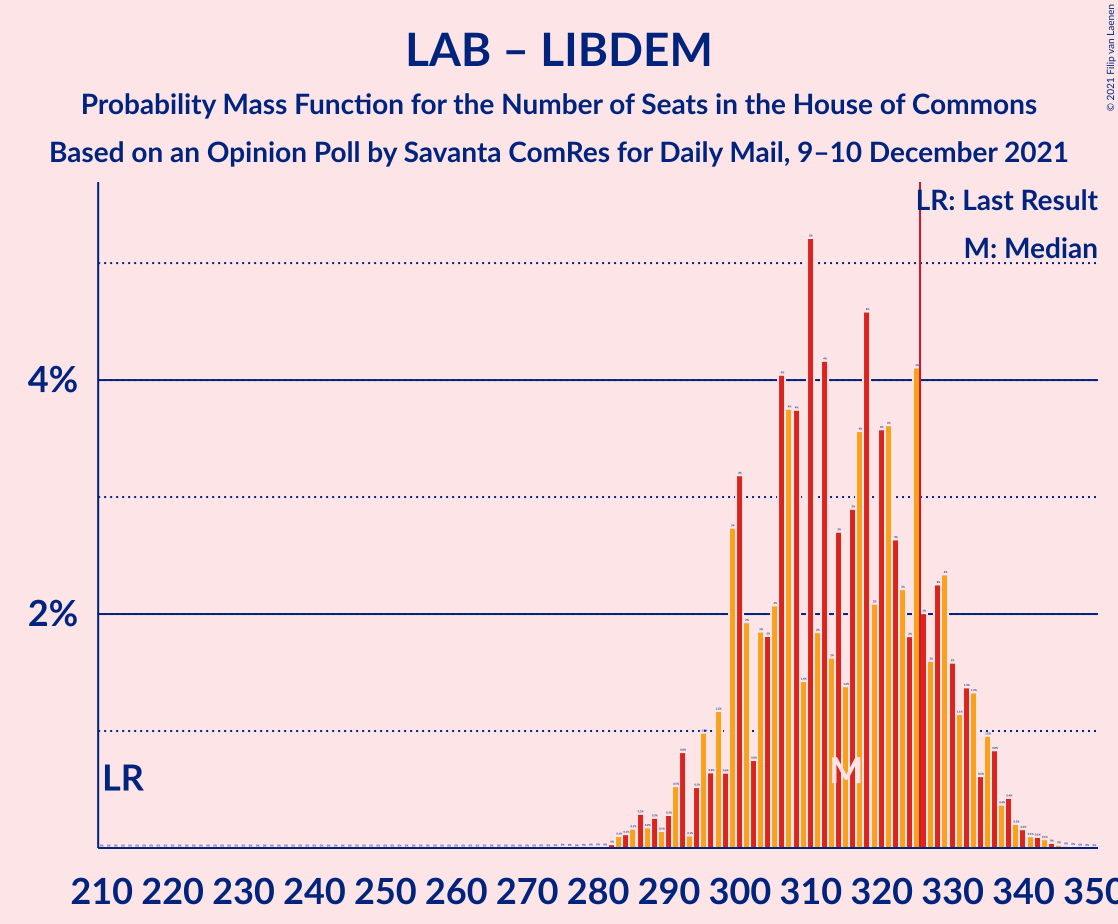 LAB – LIBDEM
Probability Mass Function for the Number of Seats in the House of Commons
Based on an Opinion Poll by Savanta ComRes for Daily Mail, 9–10 December 2021
© 2021 Filip van Laenen
LR: Last Result
M: Median
4%
2%
LR
M
210 220 230 240 250 260 270 280 290 300 310 320 330 340 350